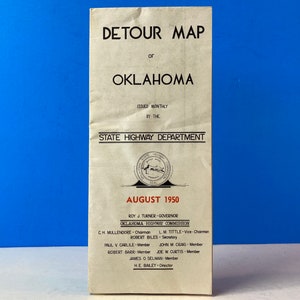 DETOUR MAP
OF
OKLAHOMA
ISSUED MONTHLY
BY THE
STATE HIGHWAY DEPARTMENT
AUGUST 1950
ROY J. TURNER-GOVERNOR
OKLAHOMA HIGHWAY COMMISSION
C.H. MULLENDORE-Chairman L.M. TITTLE-Vice-Chairman
ROBERT BILES-Secretary
PAUL V. CARLILE-Member JOHN M. CRAIG-Member
ROBERT BARR-Member JOE W. CURTIS-Member
JAMES D. SELMAN-Member
H.E. BAILEY-Director